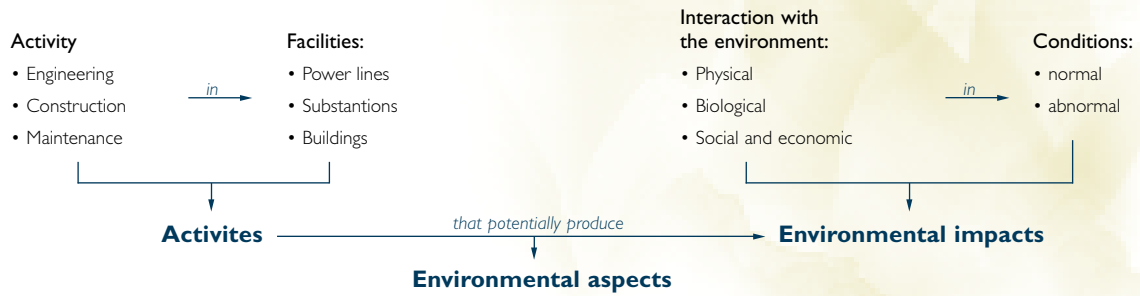 Activity
• Engineering
• Construction
• Maintenance
in
Facilities:
• Power lines
• Substantions
• Buildings
Interaction with
the environment:
• Physical
• Biological
• Social and economic
in
Conditions:
• normal
• abnormal
Activites
that potentially produce
Environmental impacts
Environmental aspects